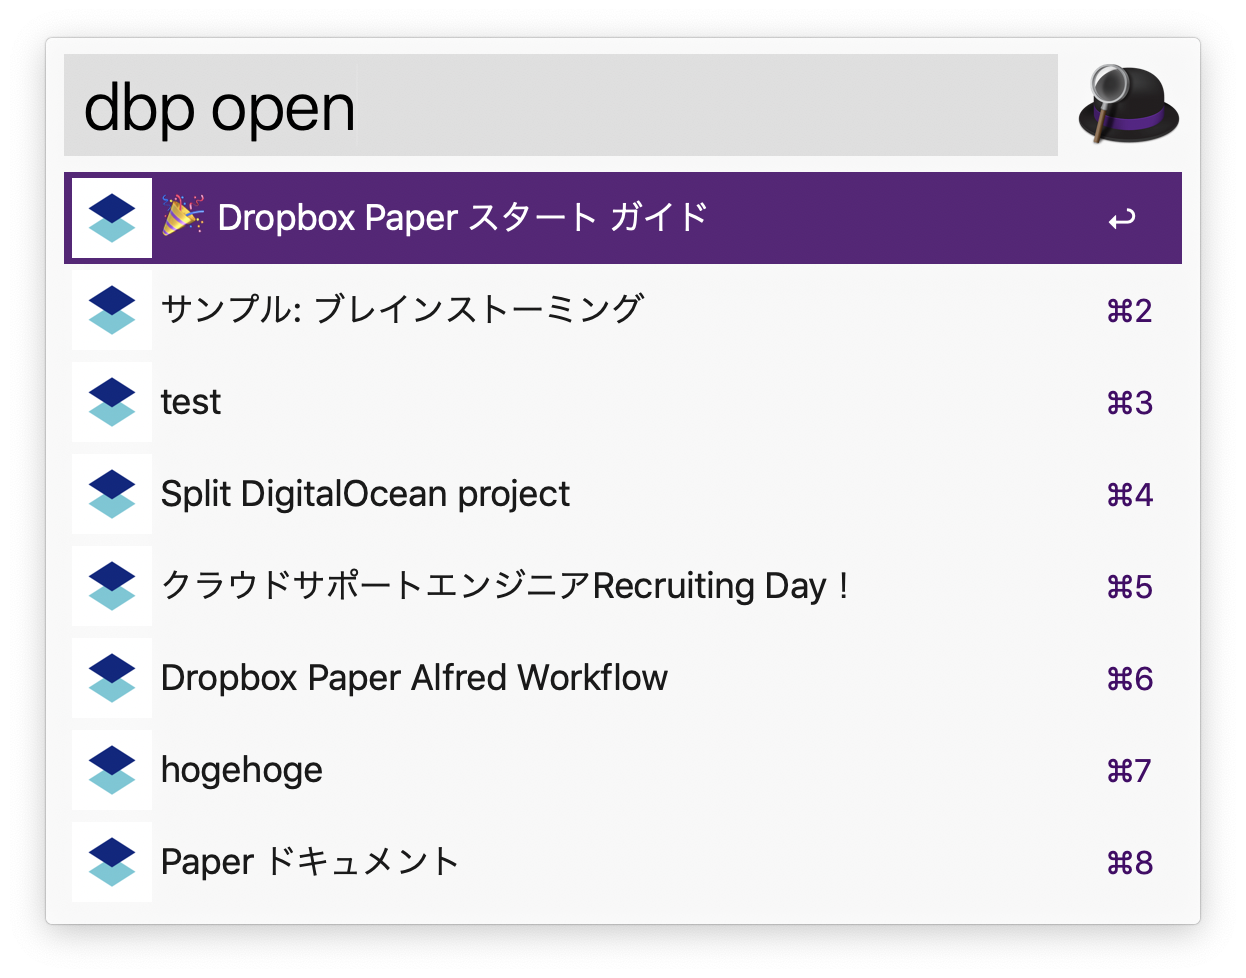 dbp open
🎉 Dropbox Paper スタート ガイド ↩
サンプル: ブレインストーミング ⌘2
test ⌘3
Split DigitalOcean project ⌘4
クラウドサポートエンジニアRecruiting Day！ ⌘5
Dropbox Paper Alfred Workflow ⌘6
hogehoge ⌘7
Paper ドキュメント ⌘8